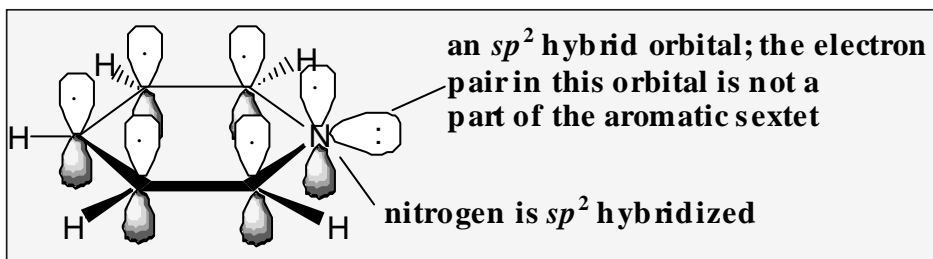 an sp² hybrid orbital; the electron
pair in this orbital is not a
part of the aromatic sextet
H
H
H
N
:
nitrogen is sp² hybridized
H
H